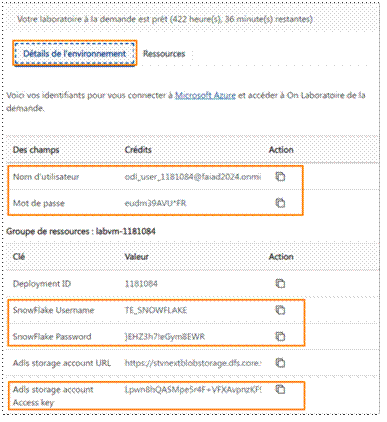 Votre laboratoire à la demande est prêt (422 heure(s), 36 minute(s) restantes)
Détails de l'environnement Ressources
Voici vos identifiants pour vous connecter à Microsoft Azure et accéder à On Laboratoire de la
demande.
Des champs Crédits Action
Nom d'utilisateur odl_user_1181084@faiad2024.onmi
Mot de passe eudm39AVU*FR
Groupe de ressources : labvm-1181084
Clé Valeur Action
Deployment ID 1181084
SnowFlake Username TE_SNOWFLAKE
SnowFlake Password }EHZ3h7!eGym8EWR
Adls storage account URL https://stvnextblobstorage.dfs.core.
Adls storage account Lpwn8hQASMpe5r4F+VFXAvpnzKF!
Access key